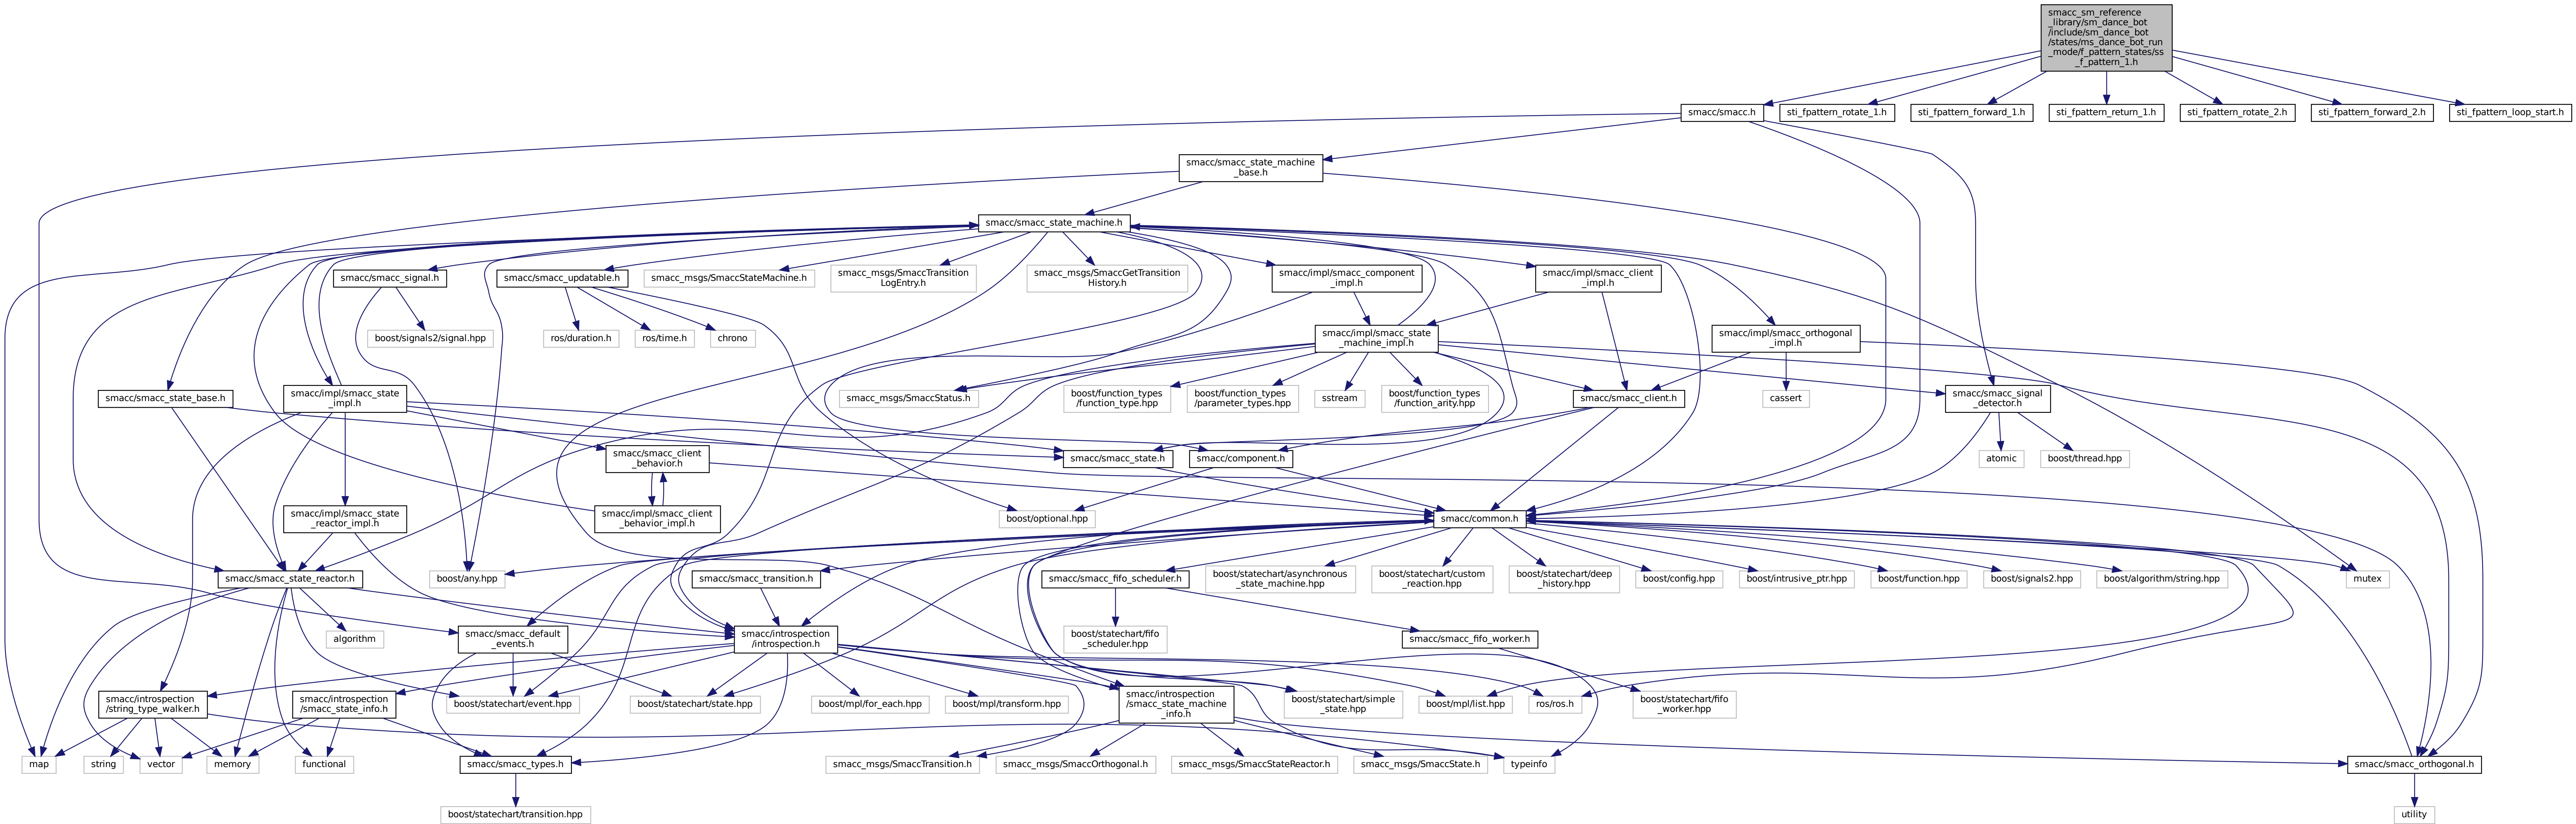 smacc_sm_reference
_library/sm_dance_bot
/include/sm_dance_bot
/states/ms_dance_bot_run
_mode/f_pattern_states/ss
_f_pattern_1.h
smacc/smacc.h
sti_fpattern_rotate_1.h
sti_fpattern_forward_1.h
sti_fpattern_return_1.h
sti_fpattern_rotate_2.h
sti_fpattern_forward_2.h
sti_fpattern_loop_start.h
smacc/smacc_state_machine
_base.h
smacc/smacc_state_machine.h
smacc/smacc_signal.h
smacc/smacc_updatable.h
smacc_msgs/SmaccStateMachine.h
smacc_msgs/SmaccTransition
LogEntry.h
smacc_msgs/SmaccGetTransition
History.h
smacc/impl/smacc_component
_impl.h
smacc/impl/smacc_client
_impl.h
boost/signals2/signal.hpp
ros/duration.h
ros/time.h
chrono
smacc/impl/smacc_state
_machine_impl.h
smacc/impl/smacc_orthogonal
_impl.h
smacc/smacc_state_base.h
smacc/impl/smacc_state
_impl.h
smacc_msgs/SmaccStatus.h
boost/function_types
/function_type.hpp
boost/function_types
/parameter_types.hpp
sstream
boost/function_types
/function_arity.hpp
smacc/smacc_client.h
cassert
smacc/smacc_signal
_detector.h
smacc/smacc_client
_behavior.h
smacc/smacc_state.h
smacc/component.h
atomic
boost/thread.hpp
smacc/impl/smacc_state
_reactor_impl.h
smacc/impl/smacc_client
_behavior_impl.h
boost/optional.hpp
smacc/common.h
smacc/smacc_state_reactor.h
boost/any.hpp
smacc/smacc_transition.h
smacc/smacc_fifo_scheduler.h
boost/statechart/asynchronous
_state_machine.hpp
boost/statechart/custom
_reaction.hpp
boost/statechart/deep
_history.hpp
boost/config.hpp
boost/intrusive_ptr.hpp
boost/function.hpp
boost/signals2.hpp
boost/algorithm/string.hpp
mutex
algorithm
smacc/smacc_default
_events.h
smacc/introspection
/introspection.h
boost/statechart/fifo
_scheduler.hpp
smacc/smacc_fifo_worker.h
smacc/introspection
/string_type_walker.h
smacc/introspection
/smacc_state_info.h
boost/statechart/event.hpp
boost/statechart/state.hpp
boost/mpl/for_each.hpp
boost/mpl/transform.hpp
smacc/introspection
/smacc_state_machine
_info.h
boost/statechart/simple
_state.hpp
boost/mpl/list.hpp
ros/ros.h
boost/statechart/fifo
_worker.hpp
map
string
vector
memory
functional
smacc/smacc_types.h
smacc_msgs/SmaccTransition.h
smacc_msgs/SmaccOrthogonal.h
smacc_msgs/SmaccStateReactor.h
smacc_msgs/SmaccState.h
typeinfo
smacc/smacc_orthogonal.h
boost/statechart/transition.hpp
utility